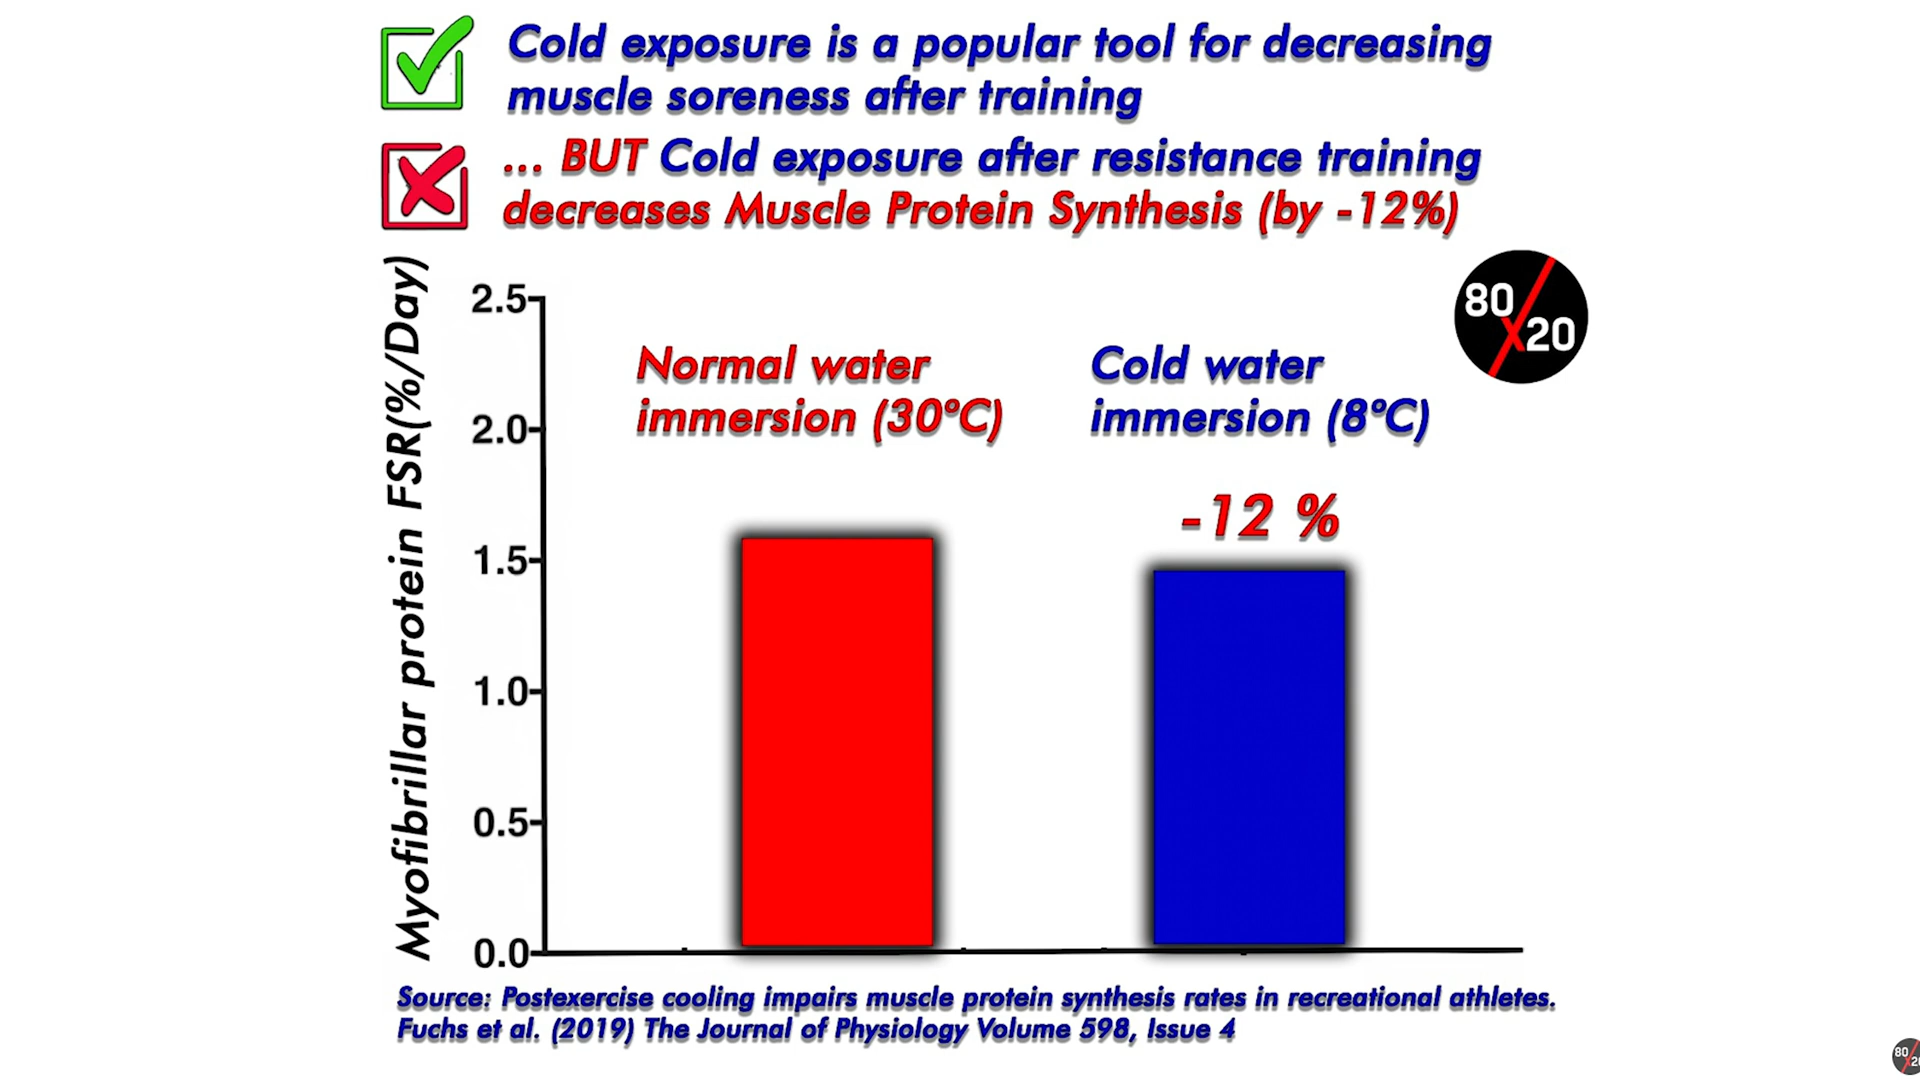 Cold exposure is a popular tool for decreasing
muscle soreness after training
... BUT Cold exposure after resistance training
decreases Muscle Protein Synthesis (by -12%)
Myofibrillar protein FSR(%/Day)
2.5
2.0
1.5
1.0
0.5
0.0
Normal water
immersion (30°C)
Cold water
immersion (8°C)
-12 %
80
20
Source: Postexercise cooling impairs muscle protein synthesis rates in recreational athletes.
Fuchs et al. (2019) The Journal of Physiology Volume 598, Issue 4
80